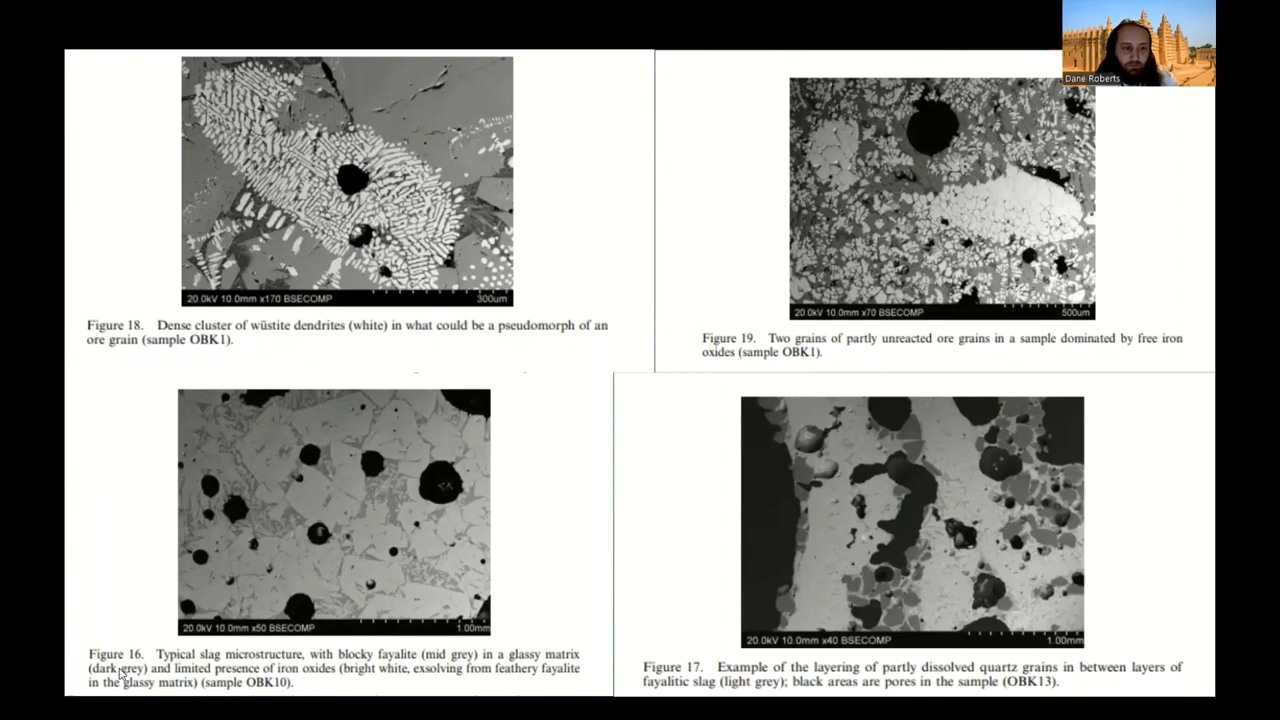 Dane Roberts
20.0kV 10.0mm x170 BSECOMP 300um
Figure 18. Dense cluster of wüstite dendrites (white) in what could be a pseudomorph of an
ore grain (sample OBK1).
20.0kV 10.0mm x70 BSECOMP 500um
Figure 19. Two grains of partly unreacted ore grains in a sample dominated by free iron
oxides (sample OBK1).
20.0kV 10.0mm x50 BSECOMP 1.00mm
Figure 16. Typical slag microstructure, with blocky fayalite (mid grey) in a glassy matrix
(dark grey) and limited presence of iron oxides (bright white, exsolving from feathery fayalite
in the glassy matrix) (sample OBK10).
20.0kV 10.0mm x40 BSECOMP 1.00mm
Figure 17. Example of the layering of partly dissolved quartz grains in between layers of
fayalitic slag (light grey); black areas are pores in the sample (OBK13).